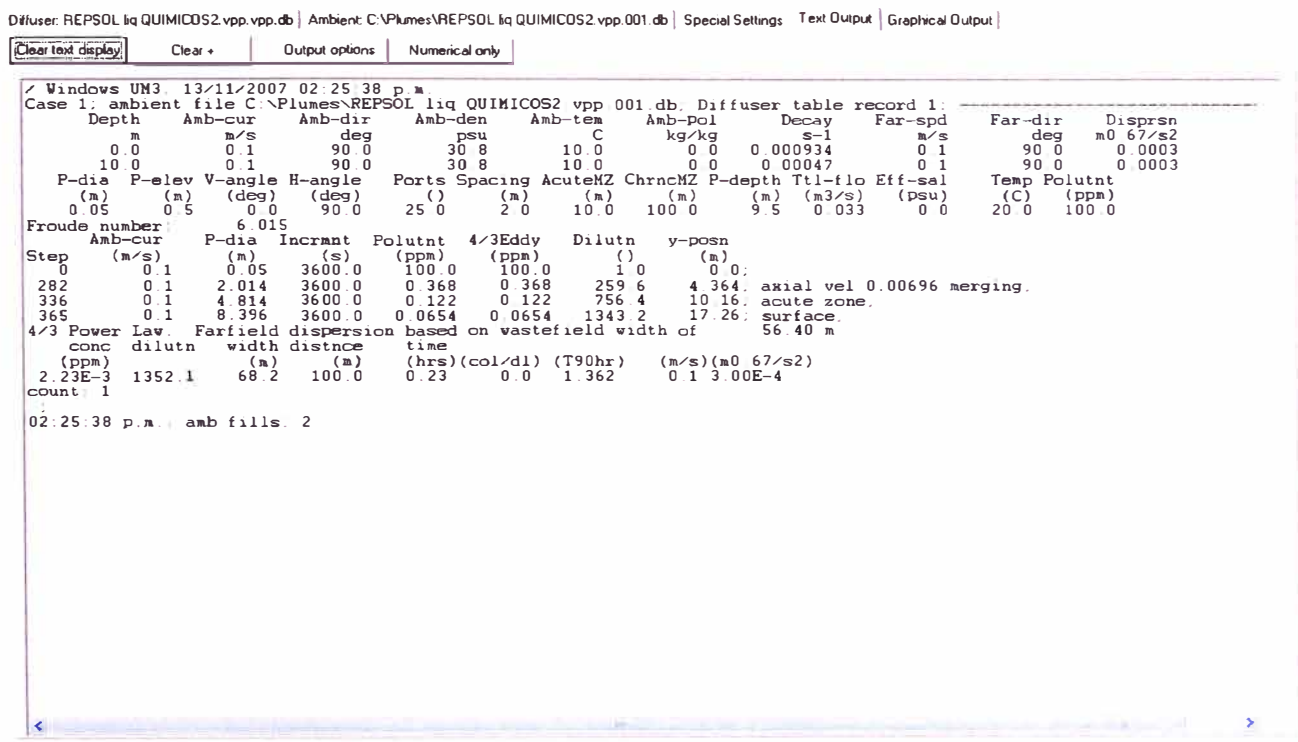 Diffuser: REPSOL liq QUIMICOS2.vpp.vpp.db Ambient: C:\Plumes\REPSOL liq QUIMICOS2.vpp.001.db Special Settings Text Output Graphical Output
Clear text display Clear + Output options Numerical only
/ Windows UM3. 13/11/2007 02:25:38 p.m.
Case 1; ambient file C:\Plumes\REPSOL liq QUIMICOS2.vpp.001.db; Diffuser table record 1: ----------------------------------
Depth Amb-cur Amb-dir Amb-den Amb-tem Amb-pol Decay Far-spd Far-dir Disprsn
m m/s deg psu C kg/kg s-1 m/s deg m0.67/s2
0.0 0.1 90.0 30.8 10.0 0.0 0.000934 0.1 90.0 0.0003
10.0 0.1 90.0 30.8 10.0 0.0 0.00047 0.1 90.0 0.0003
P-dia P-elev V-angle H-angle Ports Spacing AcuteMZ ChrncMZ P-depth Ttl-flo Eff-sal Temp Polutnt
(m) (m) (deg) (deg) () (m) (m) (m) (m) (m3/s) (psu) (C) (ppm)
0.05 0.5 0.0 90.0 25.0 2.0 10.0 100.0 9.5 0.033 0.0 20.0 100.0
Froude number: 6.015
Amb-cur P-dia Incrmnt Polutnt 4/3Eddy Dilutn y-posn
Step (m/s) (m) (s) (ppm) (ppm) () (m)
0 0.1 0.05 3600.0 100.0 100.0 1.0 0.0;
282 0.1 2.014 3600.0 0.368 0.368 259.6 4.364; axial vel 0.00696 merging,
336 0.1 4.814 3600.0 0.122 0.122 756.4 10.16; acute zone,
365 0.1 8.396 3600.0 0.0654 0.0654 1343.2 17.26; surface,
4/3 Power Law. Farfield dispersion based on wastefield width of 56.40 m
conc dilutn width distnce time
(ppm) (m) (m) (hrs)(col/dl) (T90hr) (m/s)(m0.67/s2)
2.23E-3 1352.1 68.2 100.0 0.23 0.0 1.362 0.1 3.00E-4
count: 1
;
02:25:38 p.m. amb fills: 2